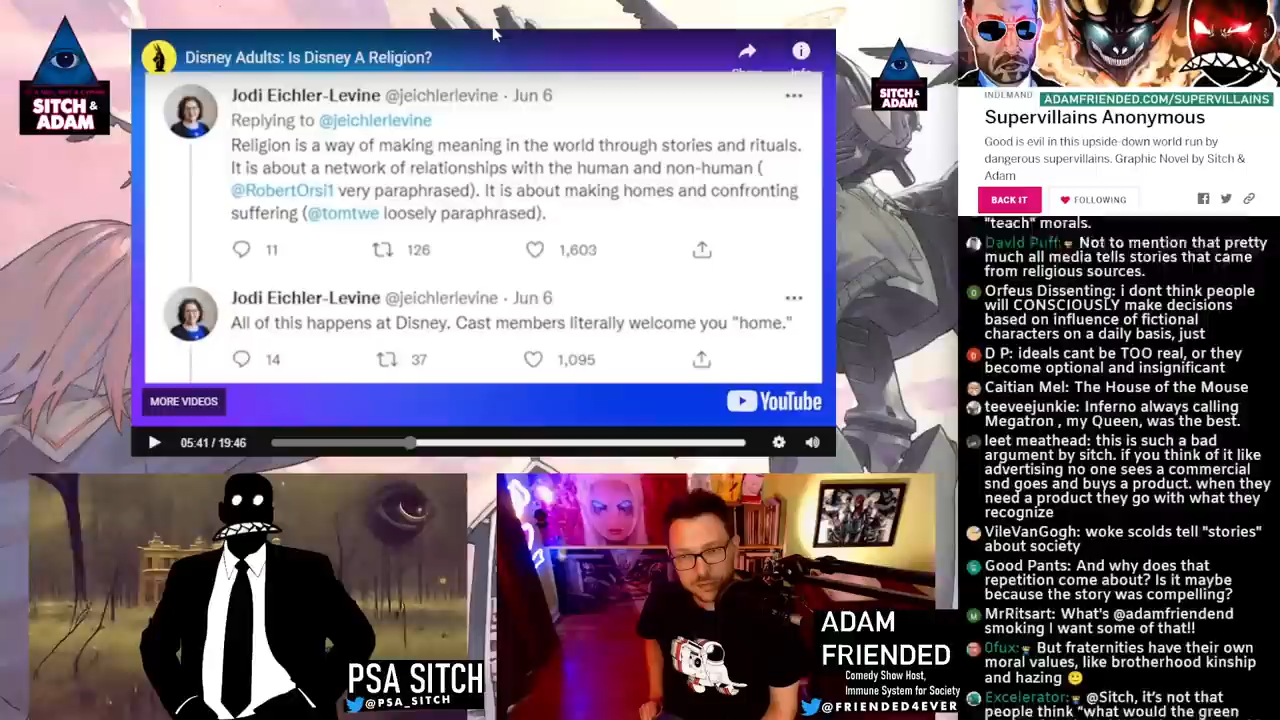 SITCH &
ADAM
Disney Adults: Is Disney A Religion?
Jodi Eichler-Levine @jeichlerlevine · Jun 6
Replying to @jeichlerlevine
Religion is a way of making meaning in the world through stories and rituals.
It is about a network of relationships with the human and non-human (
@RobertOrsi1 very paraphrased). It is about making homes and confronting
suffering (@tomtwe loosely paraphrased).
11 126 1,603
Jodi Eichler-Levine @jeichlerlevine · Jun 6
All of this happens at Disney. Cast members literally welcome you "home."
14 37 1,095
MORE VIDEOS
YouTube
05:41 / 19:46
SITCH &
ADAM
INDEMAND
ADAMFRIENDED.COM/SUPERVILLAINS
Supervillains Anonymous
Good is evil in this upside-down world run by
dangerous supervillains. Graphic Novel by Sitch &
Adam
BACK IT
FOLLOWING
"teach" morals.
David Puff: Not to mention that pretty
much all media tells stories that came
from religious sources.
Orfeus Dissenting: i dont think people
will CONSCIOUSLY make decisions
based on influence of fictional
characters on a daily basis, just
D P: ideals cant be TOO real, or they
become optional and insignificant
Caitian Mel: The House of the Mouse
teeveejunkie: Inferno always calling
Megatron , my Queen, was the best.
leet meathead: this is such a bad
argument by sitch. if you think of it like
advertising no one sees a commercial
snd goes and buys a product. when they
need a product they go with what they
recognize
VileVanGogh: woke scolds tell "stories"
about society
Good Pants: And why does that
repetition come about? Is it maybe
because the story was compelling?
MrRitsart: What's @adamfriendend
smoking I want some of that!!
0fux: But fraternities have their own
moral values, like brotherhood kinship
and hazing 🙂
Excelerator: @Sitch, it's not that
people think "what would the green
PSA SITCH
@PSA_SITCH
ADAM
FRIENDED
Comedy Show Host,
Immune System for Society
@FRIENDED4EVER